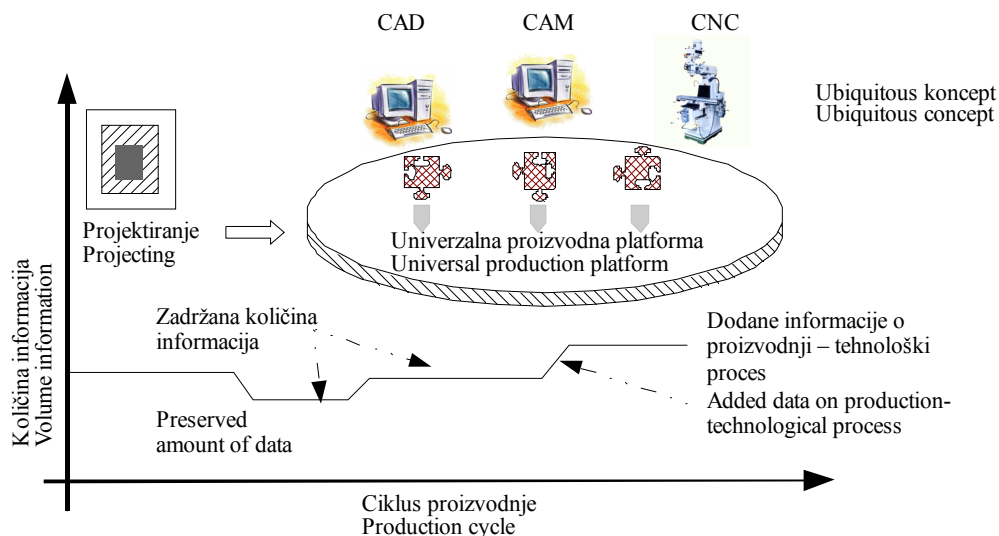 CAD
CAM
CNC
Ubiquitous koncept
Ubiquitous concept
Projektiranje
Projecting
Univerzalna proizvodna platforma
Universal production platform
Količina informacija
Volume information
Zadržana količina
informacija
Preserved
amount of data
Dodane informacije o
proizvodnji – tehnološki
proces
Added data on production-
technological process
Ciklus proizvodnje
Production cycle